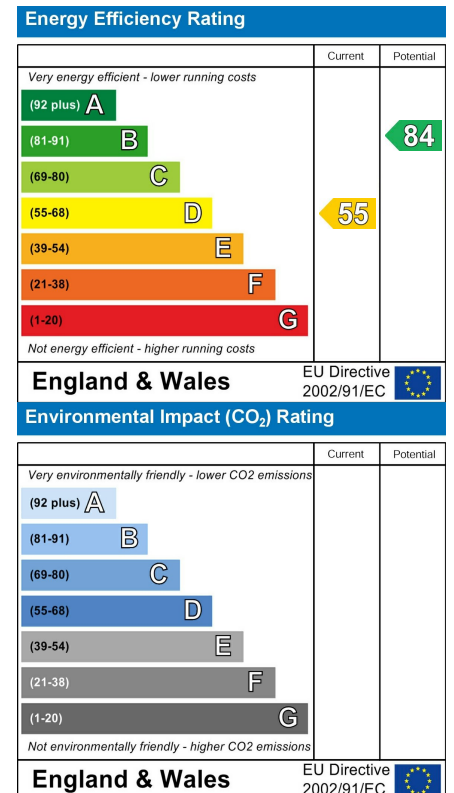 Energy Efficiency Rating
Current Potential
Very energy efficient - lower running costs
(92 plus) A
(81-91) B
84
(69-80) C
(55-68) D
55
(39-54) E
(21-38) F
(1-20) G
Not energy efficient - higher running costs
England & Wales
EU Directive
2002/91/EC
Environmental Impact (CO₂) Rating
Current Potential
Very environmentally friendly - lower CO2 emissions
(92 plus) A
(81-91) B
(69-80) C
(55-68) D
(39-54) E
(21-38) F
(1-20) G
Not environmentally friendly - higher CO2 emissions
England & Wales
EU Directive
2002/91/EC